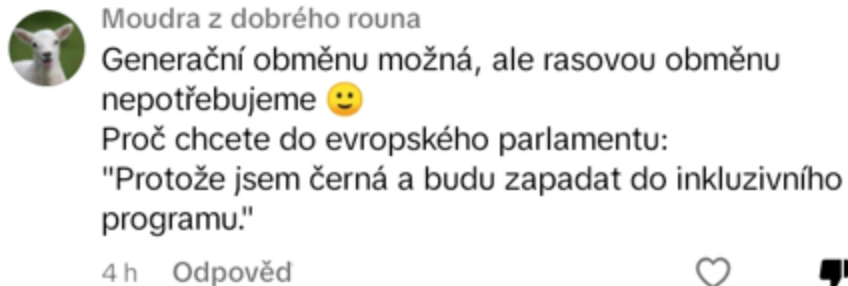 Moudra z dobrého rouna
Generační obměnu možná, ale rasovou obměnu
nepotřebujeme 🙂
Proč chcete do evropského parlamentu:
"Protože jsem černá a budu zapadat do inkluzivního
programu."
4 h Odpověd